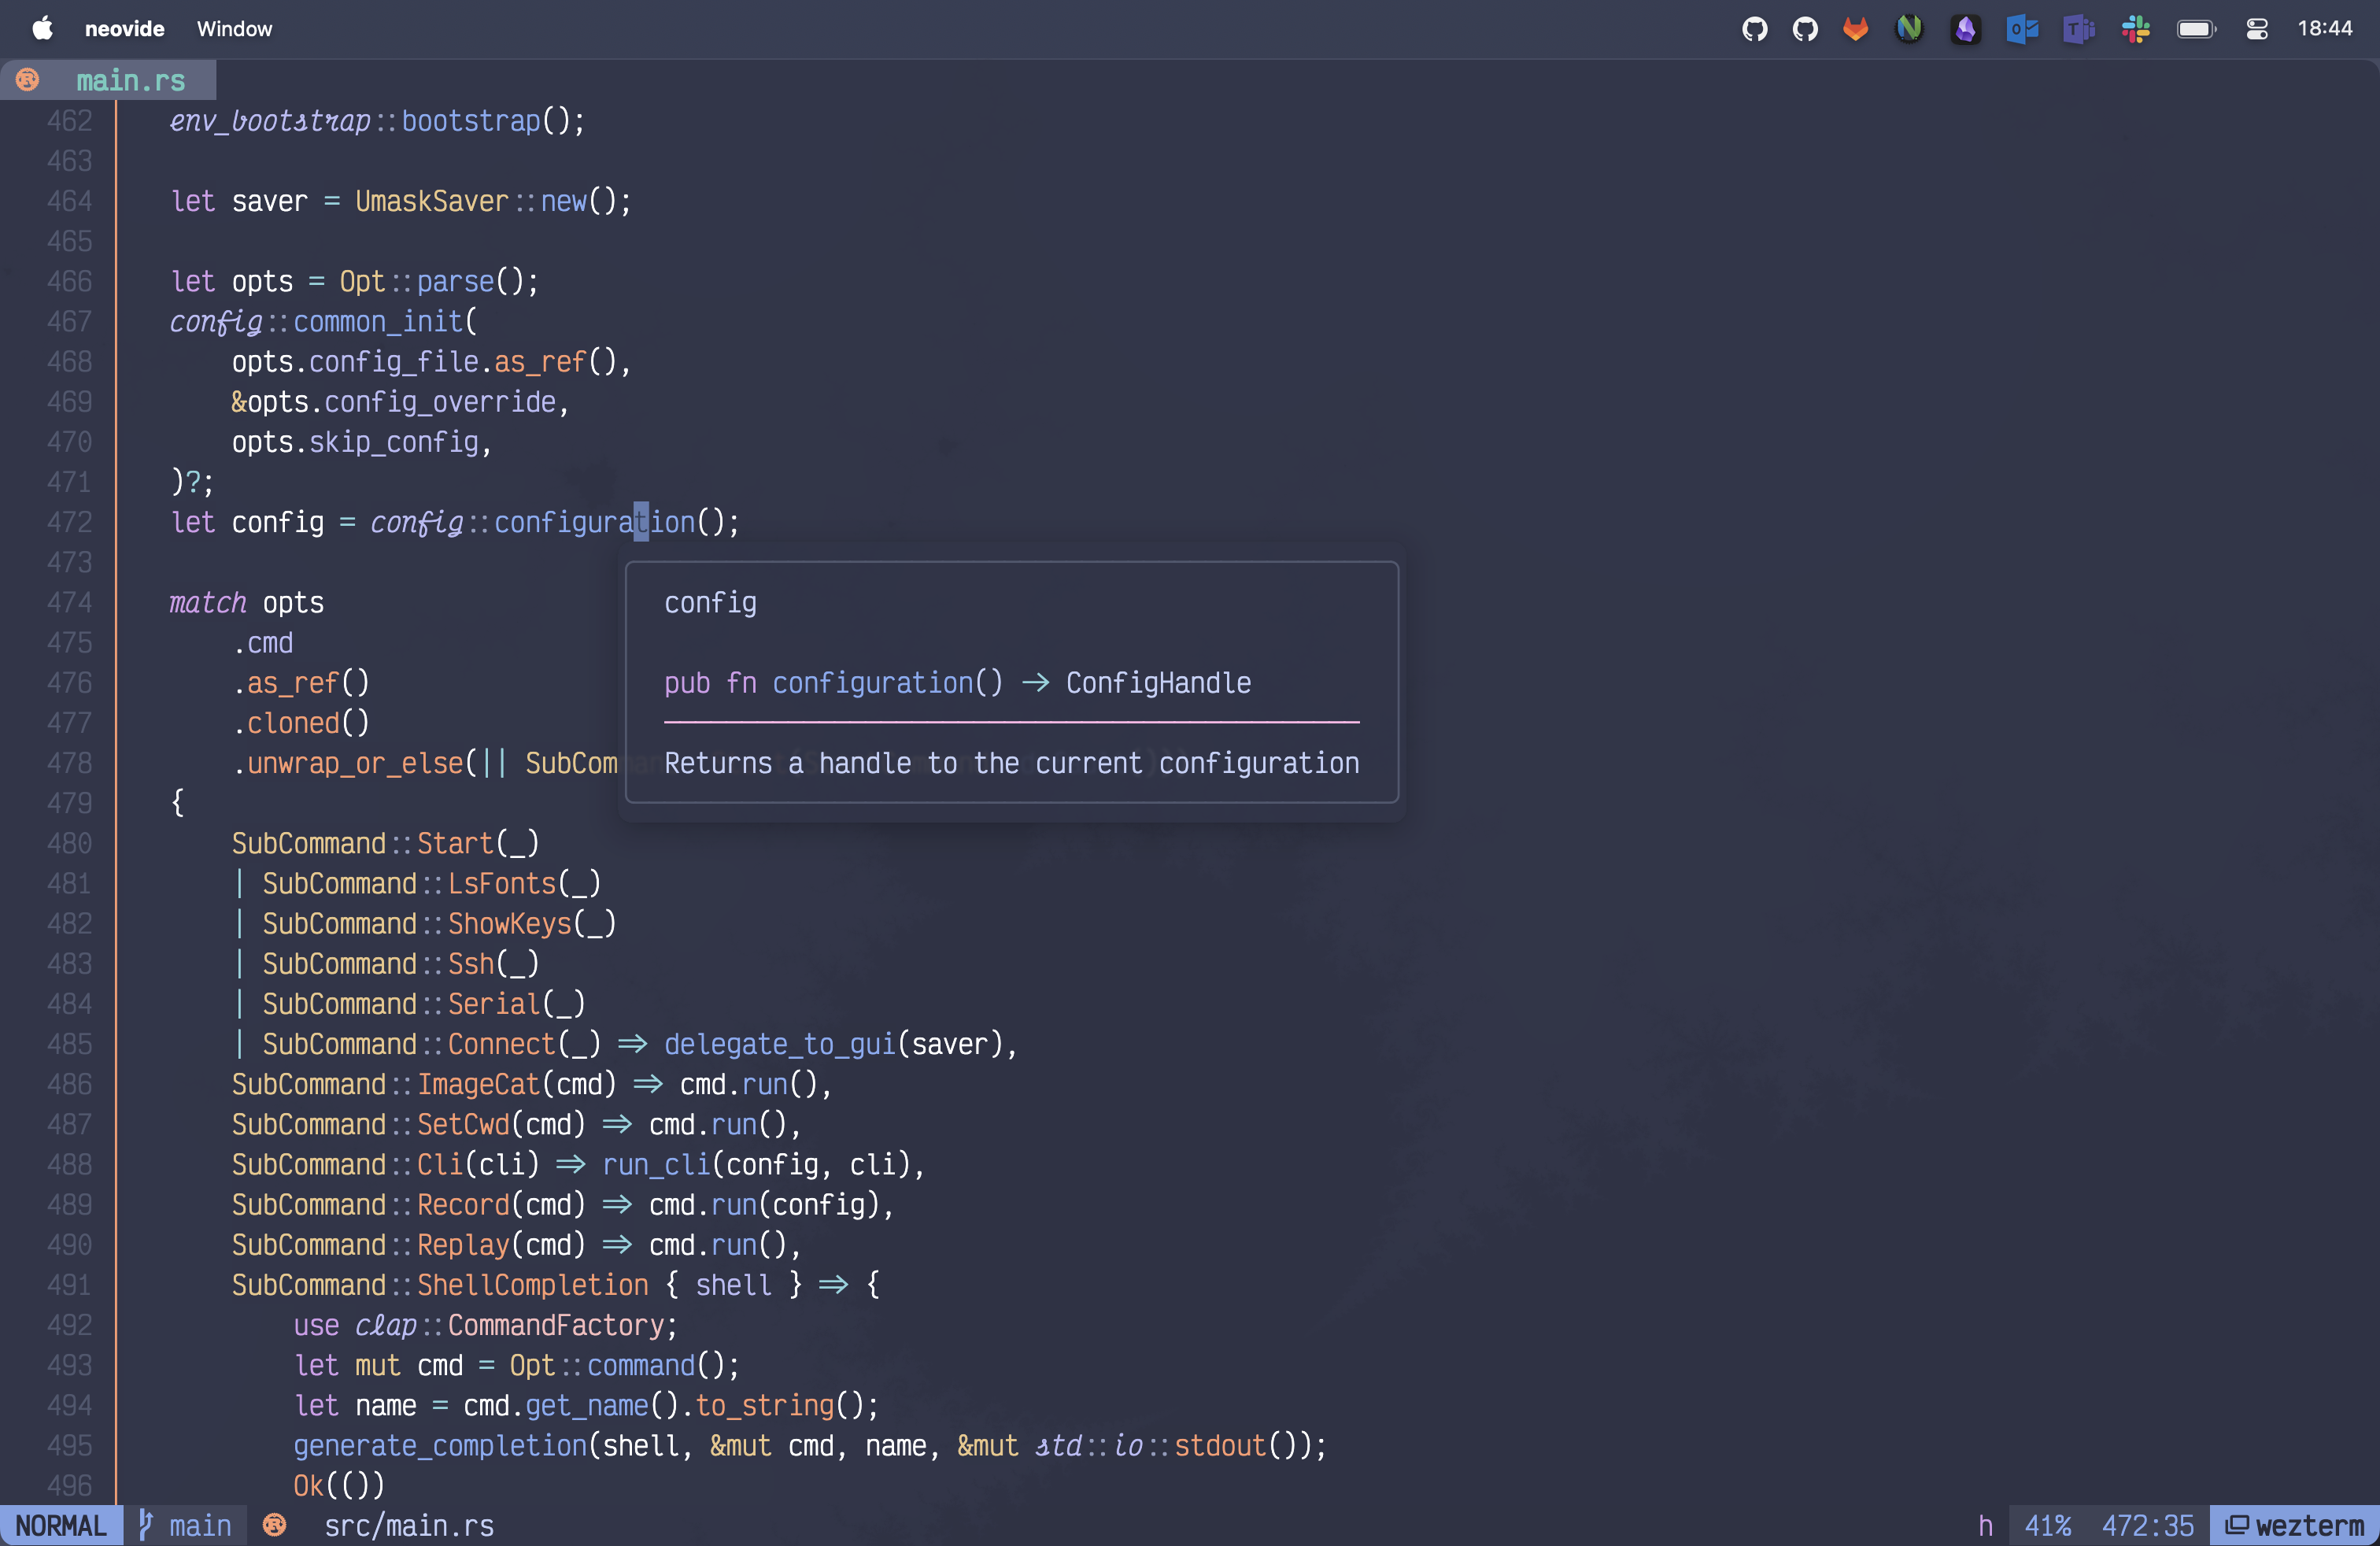 neovide Window 18:44
main.rs
462 env_bootstrap::bootstrap();
463
464 let saver = UmaskSaver::new();
465
466 let opts = Opt::parse();
467 config::common_init(
468 opts.config_file.as_ref(),
469 &opts.config_override,
470 opts.skip_config,
471 )?;
472 let config = config::configuration();
473
config
474 match opts
475 .cmd
pub fn configuration() -> ConfigHandle
476 .as_ref()
477 .cloned()
Returns a handle to the current configuration
478 .unwrap_or_else(|| SubCom
479 {
480 SubCommand::Start(_)
481 | SubCommand::LsFonts(_)
482 | SubCommand::ShowKeys(_)
483 | SubCommand::Ssh(_)
484 | SubCommand::Serial(_)
485 | SubCommand::Connect(_) => delegate_to_gui(saver),
486 SubCommand::ImageCat(cmd) => cmd.run(),
487 SubCommand::SetCwd(cmd) => cmd.run(),
488 SubCommand::Cli(cli) => run_cli(config, cli),
489 SubCommand::Record(cmd) => cmd.run(config),
490 SubCommand::Replay(cmd) => cmd.run(),
491 SubCommand::ShellCompletion { shell } => {
492 use clap::CommandFactory;
493 let mut cmd = Opt::command();
494 let name = cmd.get_name().to_string();
495 generate_completion(shell, &mut cmd, name, &mut std::io::stdout());
496 Ok(())
NORMAL main src/main.rs h 41% 472:35 wezterm